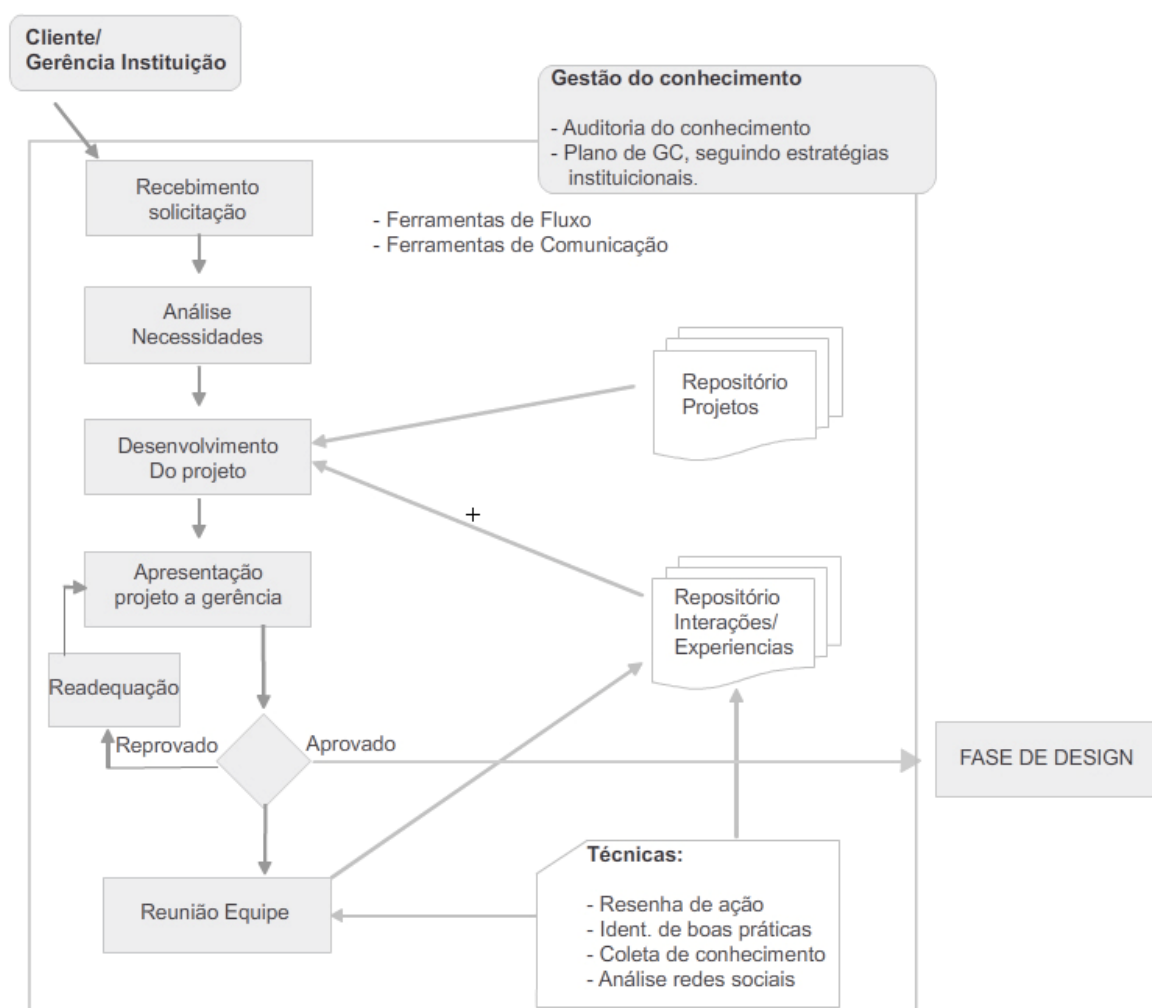 Cliente/
Gerência Instituição
Gestão do conhecimento
- Auditoria do conhecimento
- Plano de GC, seguindo estratégias
instituicionais.
Recebimento
solicitação
- Ferramentas de Fluxo
- Ferramentas de Comunicação
Análise
Necessidades
Repositório
Projetos
Desenvolvimento
Do projeto
+
Apresentação
projeto a gerência
Repositório
Interações/
Experiencias
Readequação
Reprovado
Aprovado
FASE DE DESIGN
Técnicas:
- Resenha de ação
- Ident. de boas práticas
- Coleta de conhecimento
- Análise redes sociais
Reunião Equipe